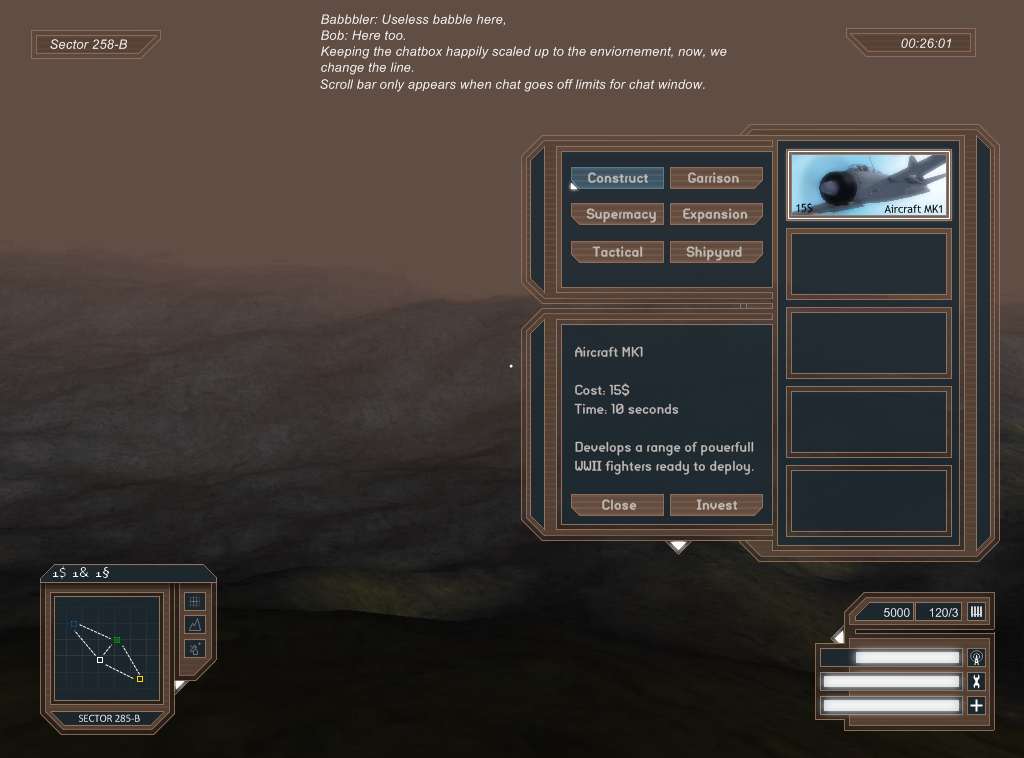 Babbbler: Useless babble here,
Bob: Here too.
Keeping the chatbox happily scaled up to the enviornement, now, we
change the line.
Scroll bar only appears when chat goes off limits for chat window.
Sector 258-B
00:26:01
Construct
Garrison
Supermacy
Expansion
Tactical
Shipyard
15$
Aircraft MK1
Aircraft MK1
Cost: 15$
Time: 10 seconds
Develops a range of pouerfull
WWII fighters ready to deploy.
Close
Invest
1$ 1& 1§
SECTOR 285-B
5000
120/3